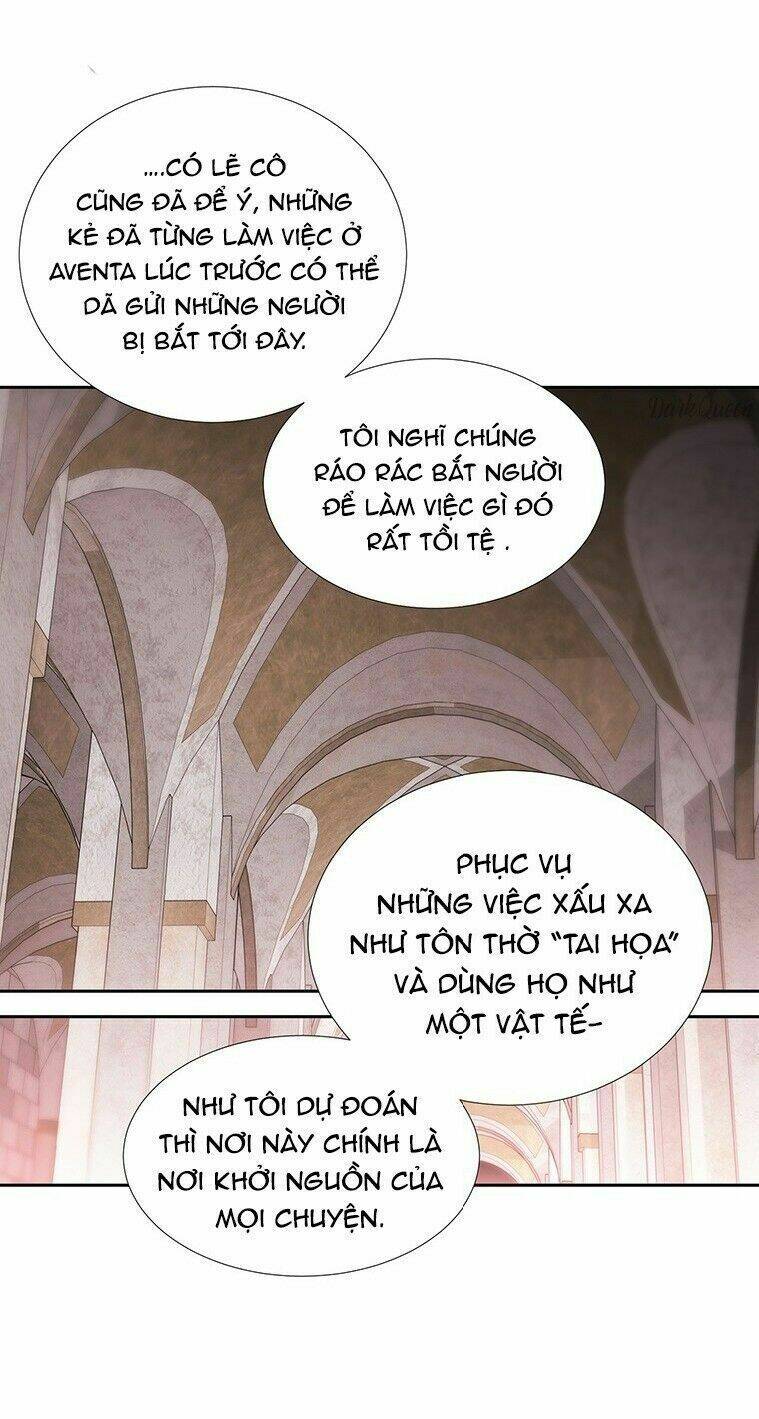 ....CÓ LẼ CÔ
CŨNG ĐÃ ĐỂ Ý, NHỮNG
KẺ ĐÃ TỪNG LÀM VIỆC Ở
AVENTA LÚC TRƯỚC CÓ THỂ
DÃ GỬI NHỮNG NGƯỜI
BỊ BẮT TỚI ĐÂY.
DarkQueen
TÔI NGHĨ CHÚNG
RÁO RÁC BẮT NGƯỜI
ĐỂ LÀM VIỆC GÌ ĐÓ
RẤT TỒI TỆ .
PHỤC VỤ
NHỮNG VIỆC XẤU XA
NHƯ TÔN THỜ “TAI HỌA”
VÀ DÙNG HỌ NHƯ
MỘT VẬT TẾ-
NHƯ TÔI DỰ ĐOÁN
THÌ NƠI NÀY CHÍNH LÀ
NƠI KHỞI NGUỒN CỦA
MỌI CHUYỆN.